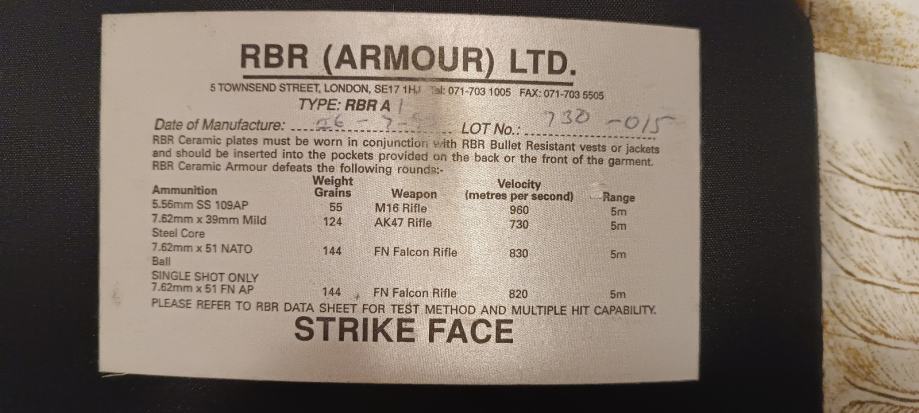 RBR (ARMOUR) LTD.
5 TOWNSEND STREET, LONDON, SE17 1HJ Tel: 071-703 1005 FAX: 071-703 5505
TYPE: RBR A1
Date of Manufacture: 26 - 7 - LOT No.: 730 - 015
RBR Ceramic plates must be worn in conjunction with RBR Bullet Resistant vests or jackets
and should be inserted into the pockets provided on the back or the front of the garment.
RBR Ceramic Armour defeats the following rounds:-
Ammunition Weight Grains Weapon Velocity (metres per second) Range
5.56mm SS 109AP 55 M16 Rifle 960 5m
7.62mm x 39mm Mild 124 AK47 Rifle 730 5m
Steel Core
7.62mm x 51 NATO 144 FN Falcon Rifle 830 5m
Ball
SINGLE SHOT ONLY
7.62mm x 51 FN AP 144 FN Falcon Rifle 820 5m
PLEASE REFER TO RBR DATA SHEET FOR TEST METHOD AND MULTIPLE HIT CAPABILITY.
STRIKE FACE